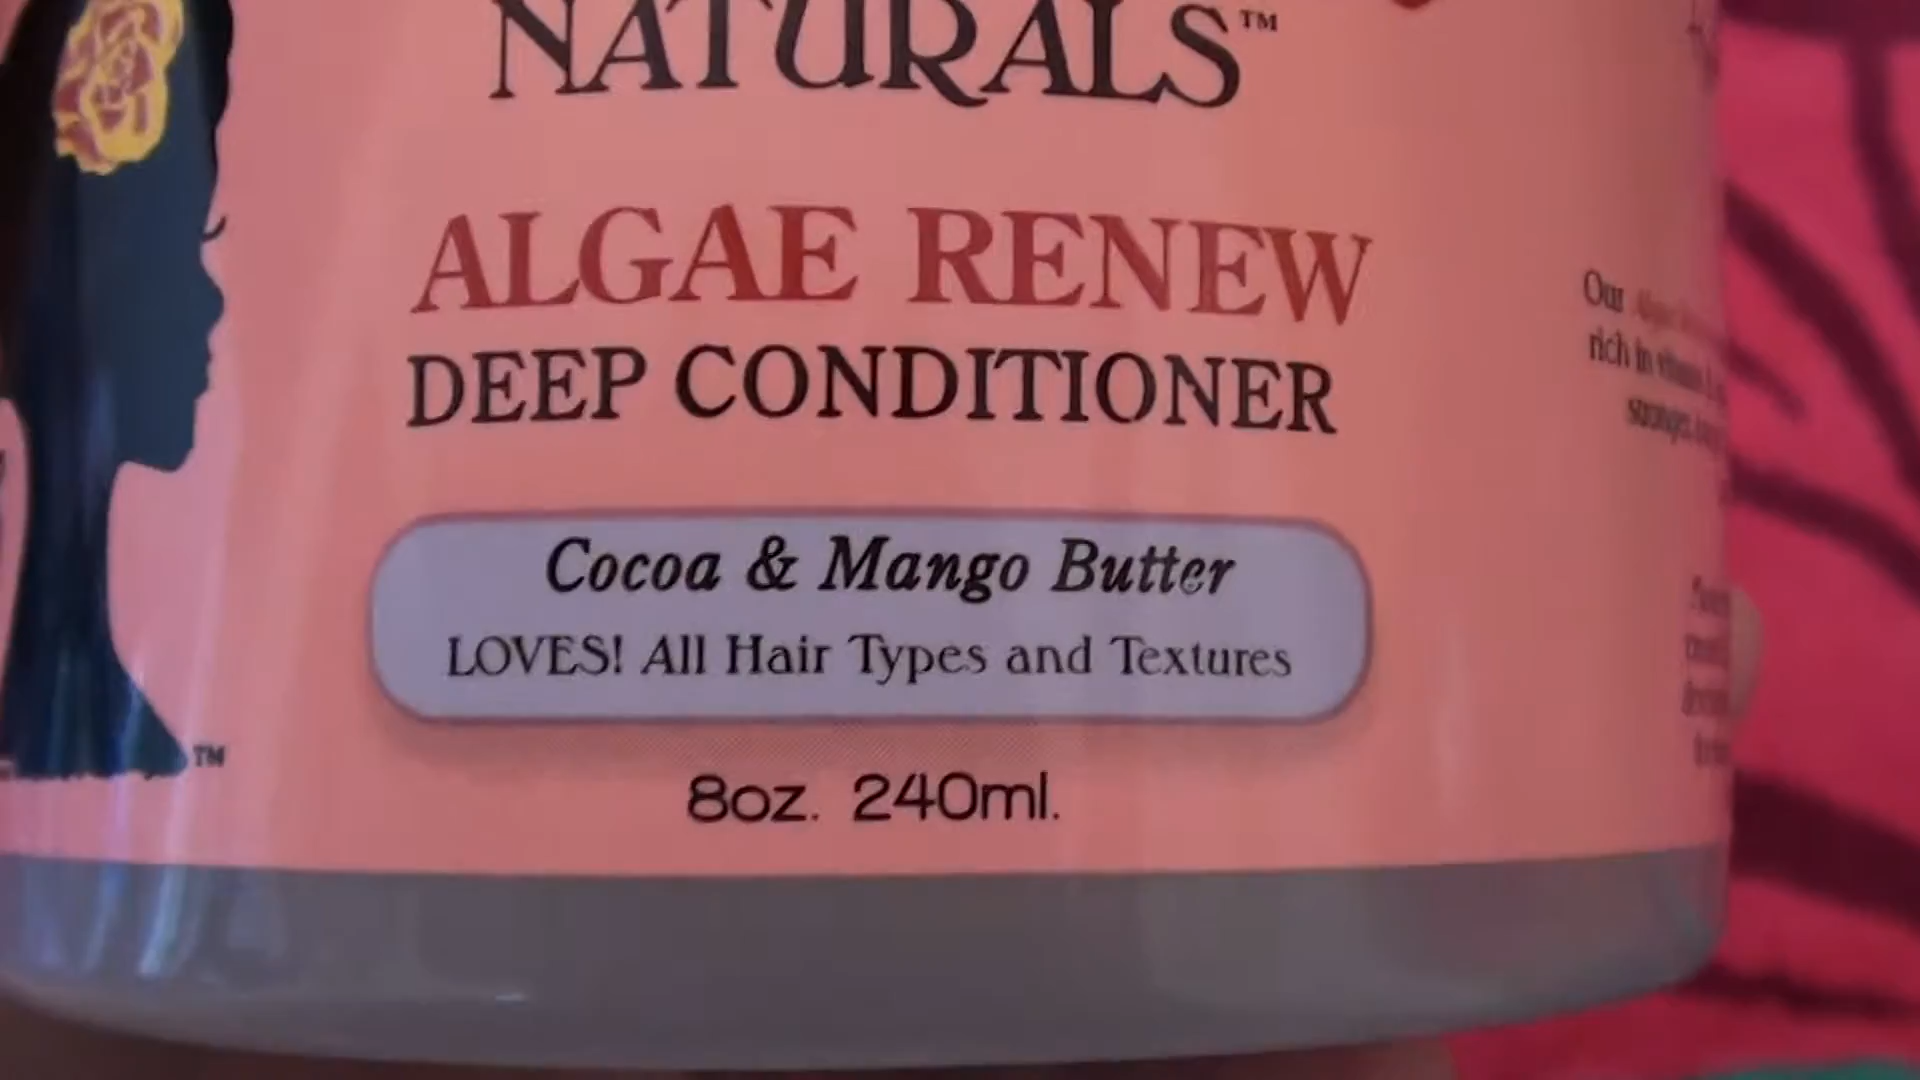 NATURALS™
ALGAE RENEW
DEEP CONDITIONER
Cocoa & Mango Butter
LOVES! All Hair Types and Textures
8oz. 240ml.
TM
Our
rich in